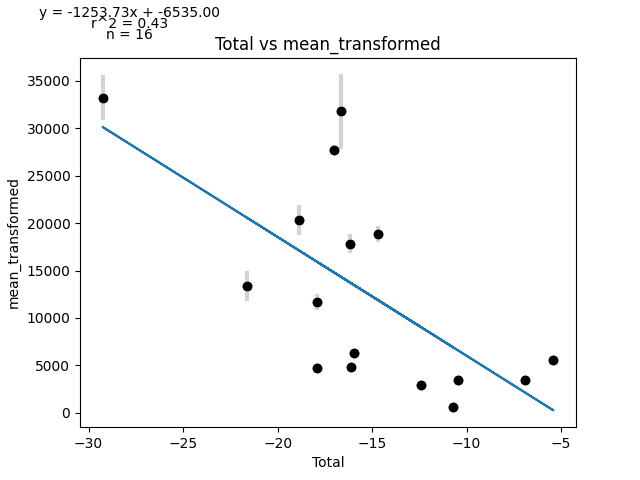 y = -1253.73x + -6535.00
r^2 = 0.43
n = 16
Total vs mean_transformed
35000
30000
25000
20000
15000
10000
5000
0
mean_transformed
−30
−25
−20
−15
−10
−5
Total